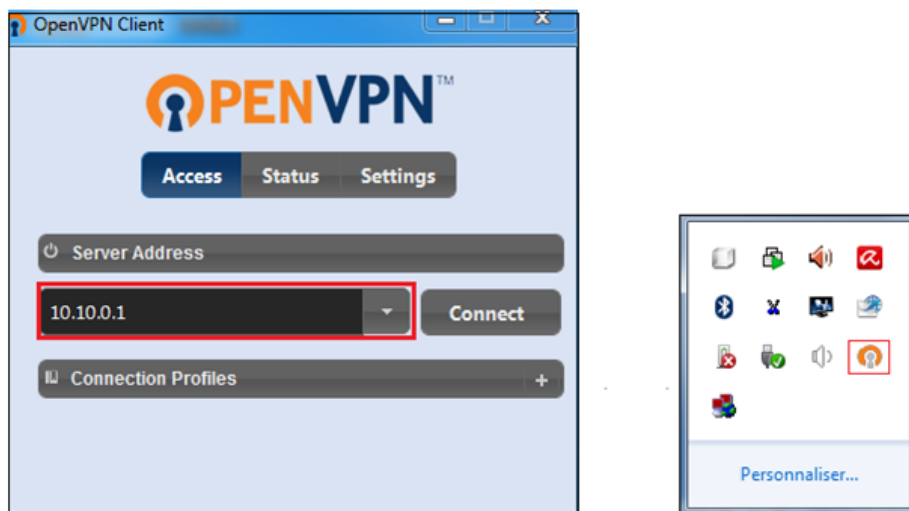 OpenVPN Client
OPENVPN™
Access Status Settings
Server Address
10.10.0.1
Connect
Connection Profiles +
Personnaliser...